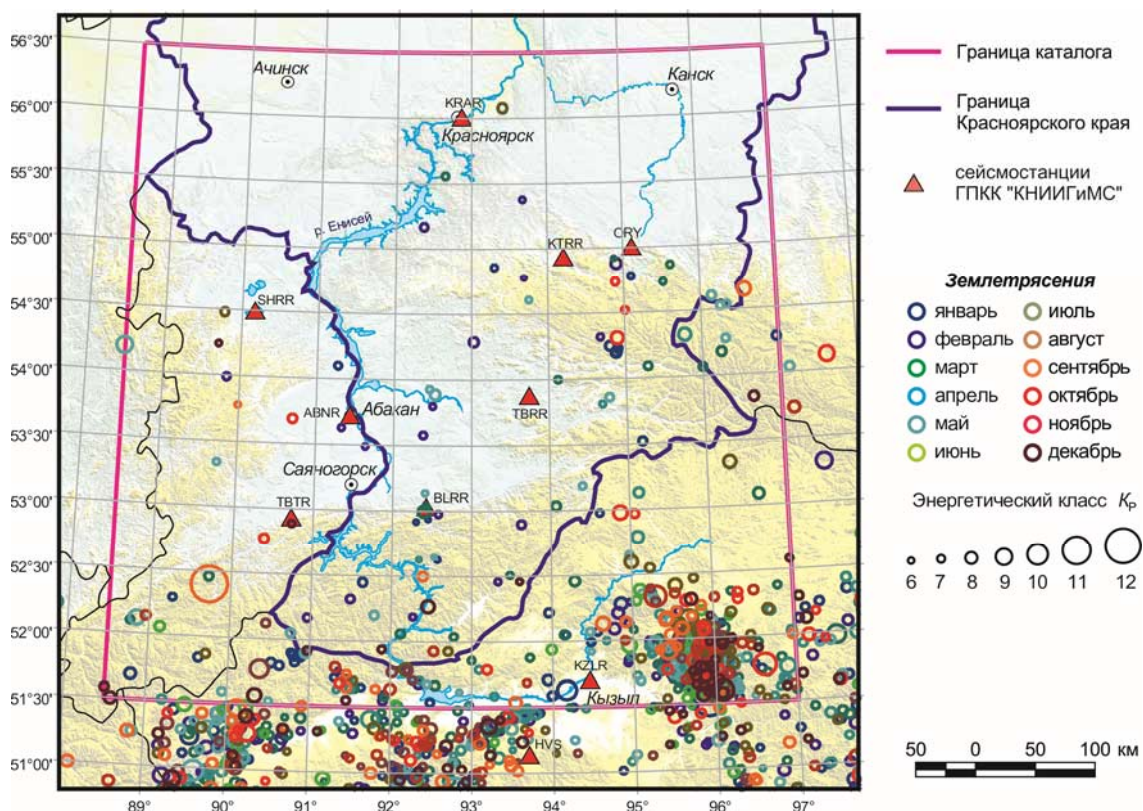 56°30'
56°00'
55°30'
55°00'
54°30'
54°00'
53°30'
53°00'
52°30'
52°00'
51°30'
51°00'
89°
90°
91°
92°
93°
94°
95°
96°
97°
Ачинск
Канск
KRAR
Красноярск
р. Енисей
KTRR
ORY
SHRR
ABNR
Абакан
TBRR
Саяногорск
TBTR
BLRR
KZLR
Кызыл
HVS
Граница каталога
Граница
Красноярского края
сейсмостанции
ГПКК "КНИИГиМС"
Землетрясения
январь
февраль
март
апрель
май
июнь
июль
август
сентябрь
октябрь
ноябрь
декабрь
Энергетический класс Kр
6 7 8 9 10 11 12
50 0 50 100 км